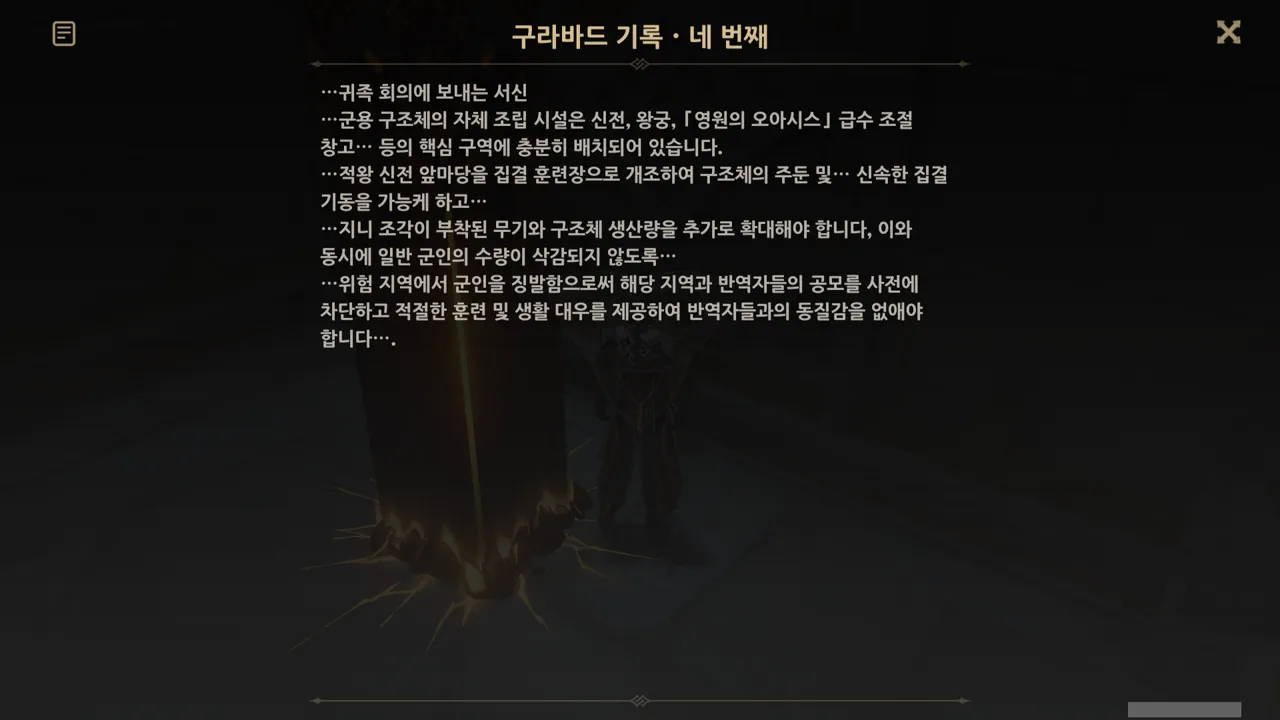 구라바드 기록 · 네 번째
…귀족 회의에 보내는 서신
…군용 구조체의 자체 조립 시설은 신전, 왕궁, 「영원의 오아시스」 급수 조절
창고… 등의 핵심 구역에 충분히 배치되어 있습니다.
…적왕 신전 앞마당을 집결 훈련장으로 개조하여 구조체의 주둔 및… 신속한 집결
기동을 가능케 하고…
…지니 조각이 부착된 무기와 구조체 생산량을 추가로 확대해야 합니다, 이와
동시에 일반 군인의 수량이 삭감되지 않도록…
…위험 지역에서 군인을 징발함으로써 해당 지역과 반역자들의 공모를 사전에
차단하고 적절한 훈련 및 생활 대우를 제공하여 반역자들과의 동질감을 없애야
합니다….